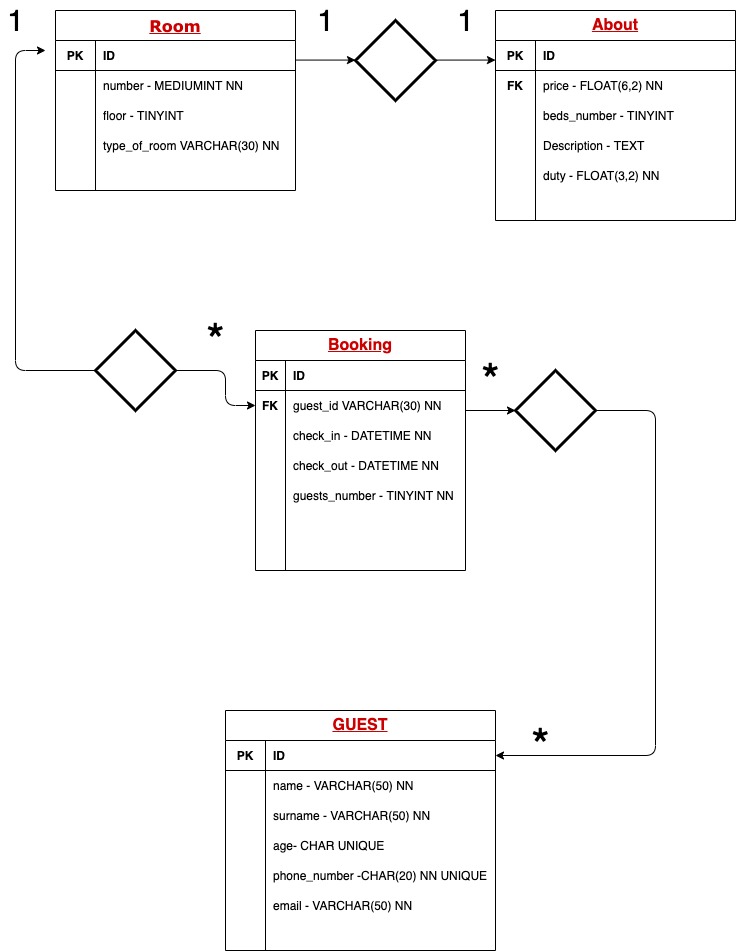 1
Room
PK ID
number - MEDIUMINT NN
floor - TINYINT
type_of_room VARCHAR(30) NN
1
1
About
PK ID
FK price - FLOAT(6,2) NN
beds_number - TINYINT
Description - TEXT
duty - FLOAT(3,2) NN
*
Booking
PK ID
FK guest_id VARCHAR(30) NN
check_in - DATETIME NN
check_out - DATETIME NN
guests_number - TINYINT NN
*
*
GUEST
PK ID
name - VARCHAR(50) NN
surname - VARCHAR(50) NN
age- CHAR UNIQUE
phone_number -CHAR(20) NN UNIQUE
email - VARCHAR(50) NN